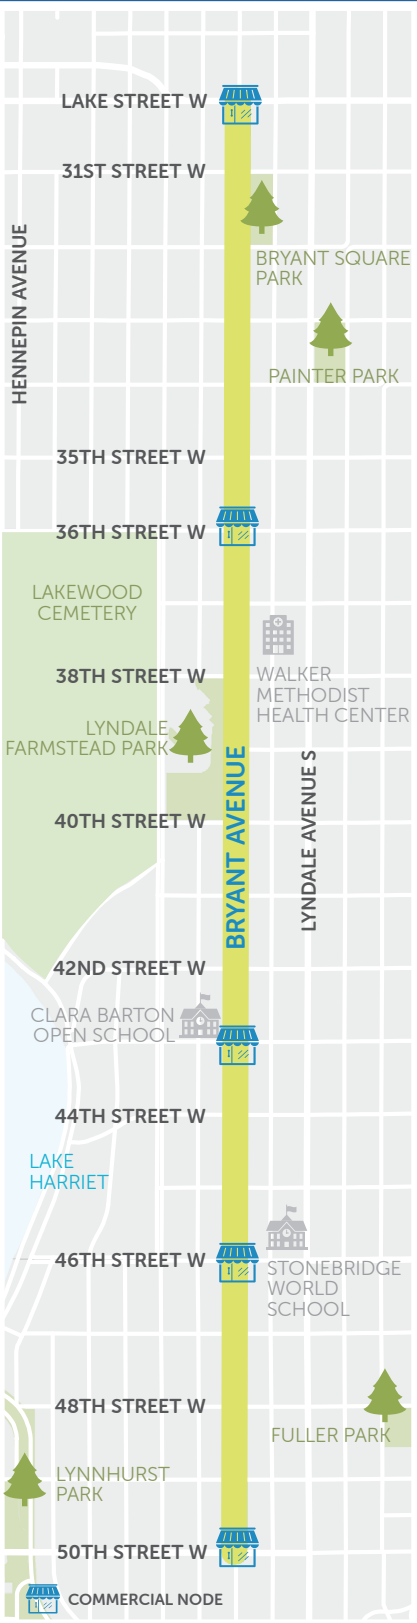 LAKE STREET W
31ST STREET W
HENNEPIN AVENUE
BRYANT SQUARE
PARK
PAINTER PARK
35TH STREET W
36TH STREET W
LAKEWOOD
CEMETERY
38TH STREET W
WALKER
METHODIST
HEALTH CENTER
LYNDALE
FARMSTEAD PARK
BRYANT AVENUE
LYNDALE AVENUE S
40TH STREET W
42ND STREET W
CLARA BARTON
OPEN SCHOOL
44TH STREET W
LAKE
HARRIET
46TH STREET W
STONEBRIDGE
WORLD
SCHOOL
48TH STREET W
FULLER PARK
LYNNHURST
PARK
50TH STREET W
COMMERCIAL NODE